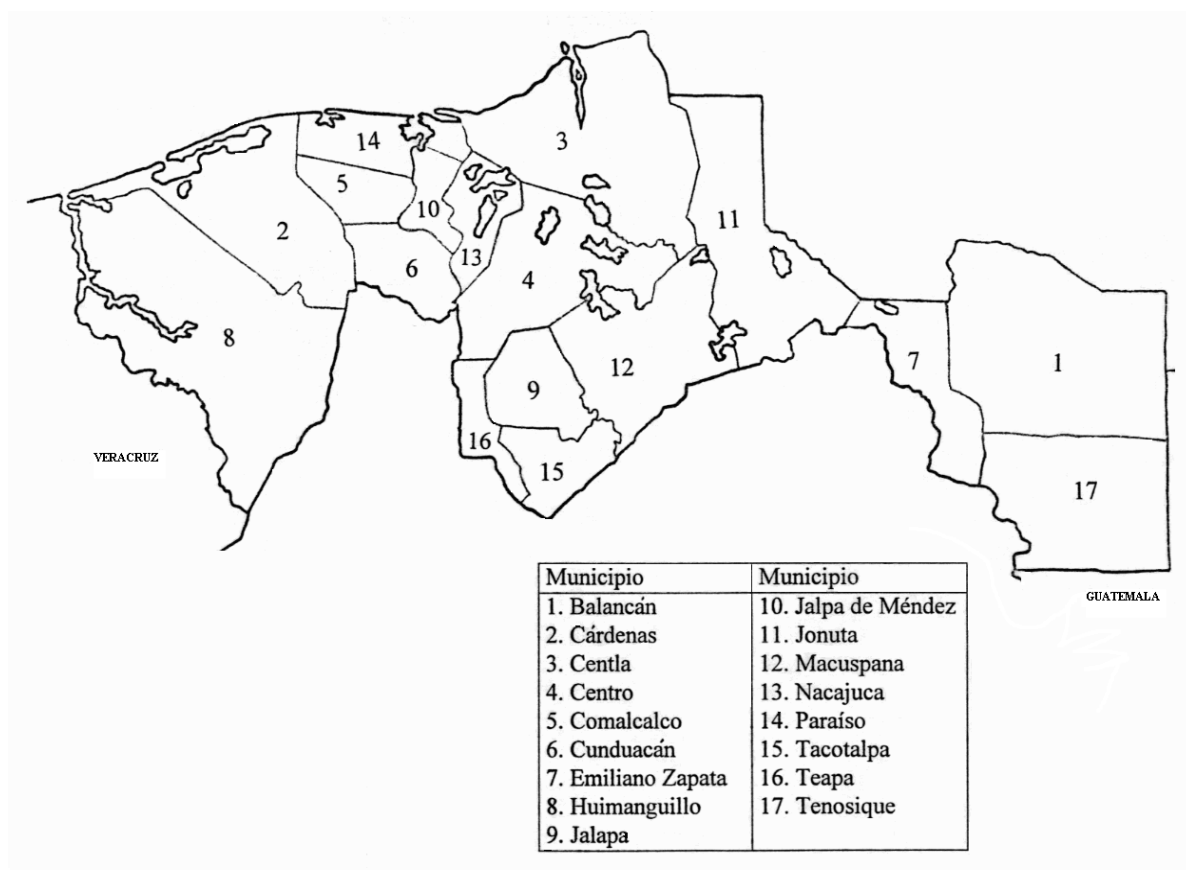 3
14
11
5
10
2
13
6
4
8
7
1
12
9
16
15
17
VERACRUZ
GUATEMALA
Municipio Municipio
1. Balancán 10. Jalpa de Méndez
2. Cárdenas 11. Jonuta
3. Centla 12. Macuspana
4. Centro 13. Nacajuca
5. Comalcalco 14. Paraíso
6. Cunduacán 15. Tacotalpa
7. Emiliano Zapata 16. Teapa
8. Huimanguillo 17. Tenosique
9. Jalapa